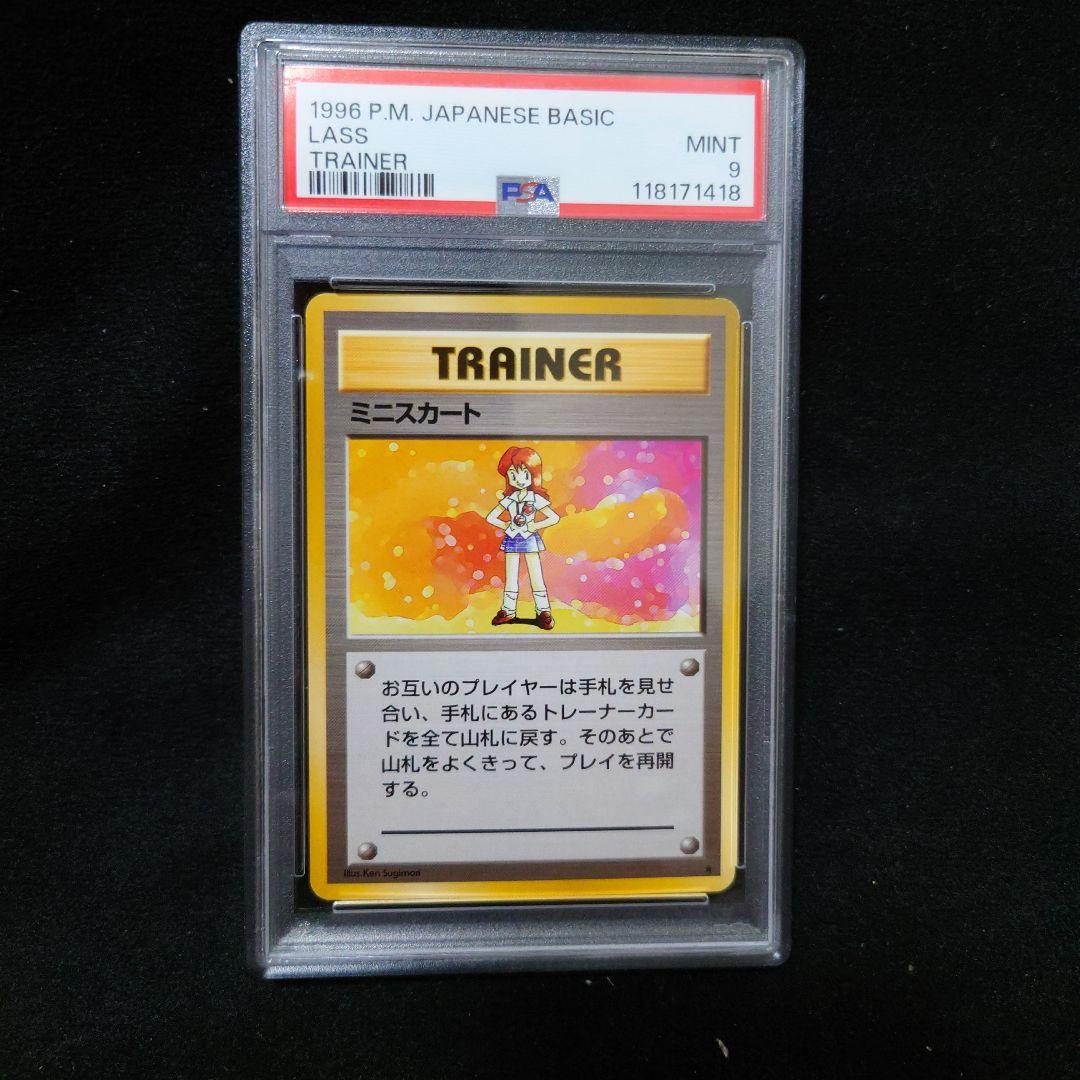 1996 P.M. JAPANESE BASIC
LASS
MINT
TRAINER
9
PSA
118171418
TRAINER
ミニスカート
お互いのプレイヤーは手札を見せ
合い、手札にあるトレーナーカー
ドを全て山札に戻す。そのあとで
山札をよくきって、プレイを再開
する。
Illus. Ken Sugimori